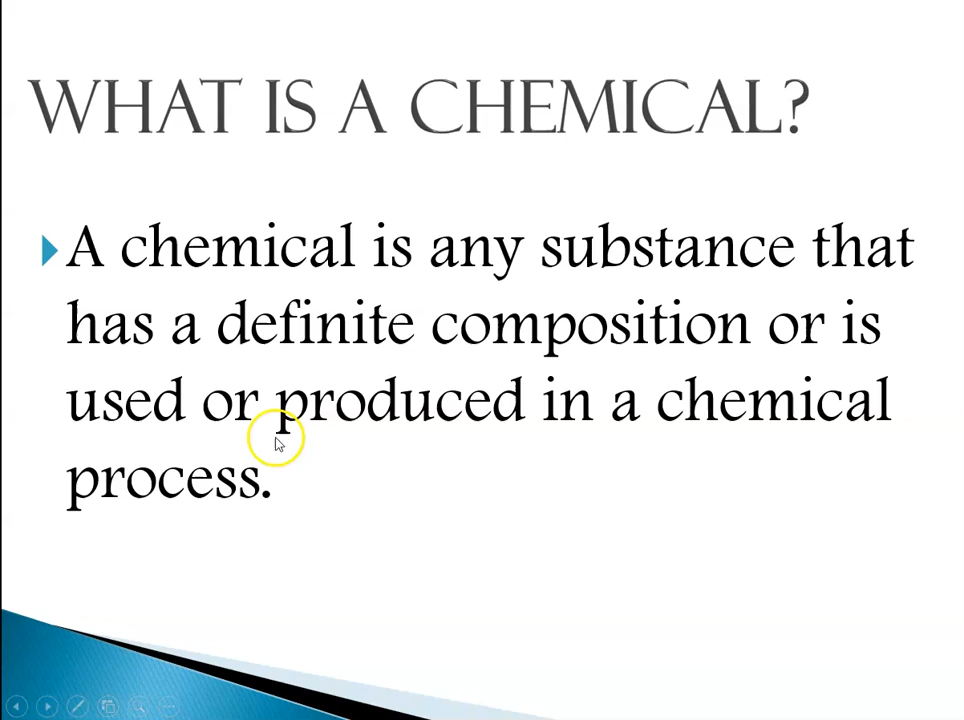 WHAT IS A CHEMICAL?
A chemical is any substance that
has a definite composition or is
used or produced in a chemical
process.